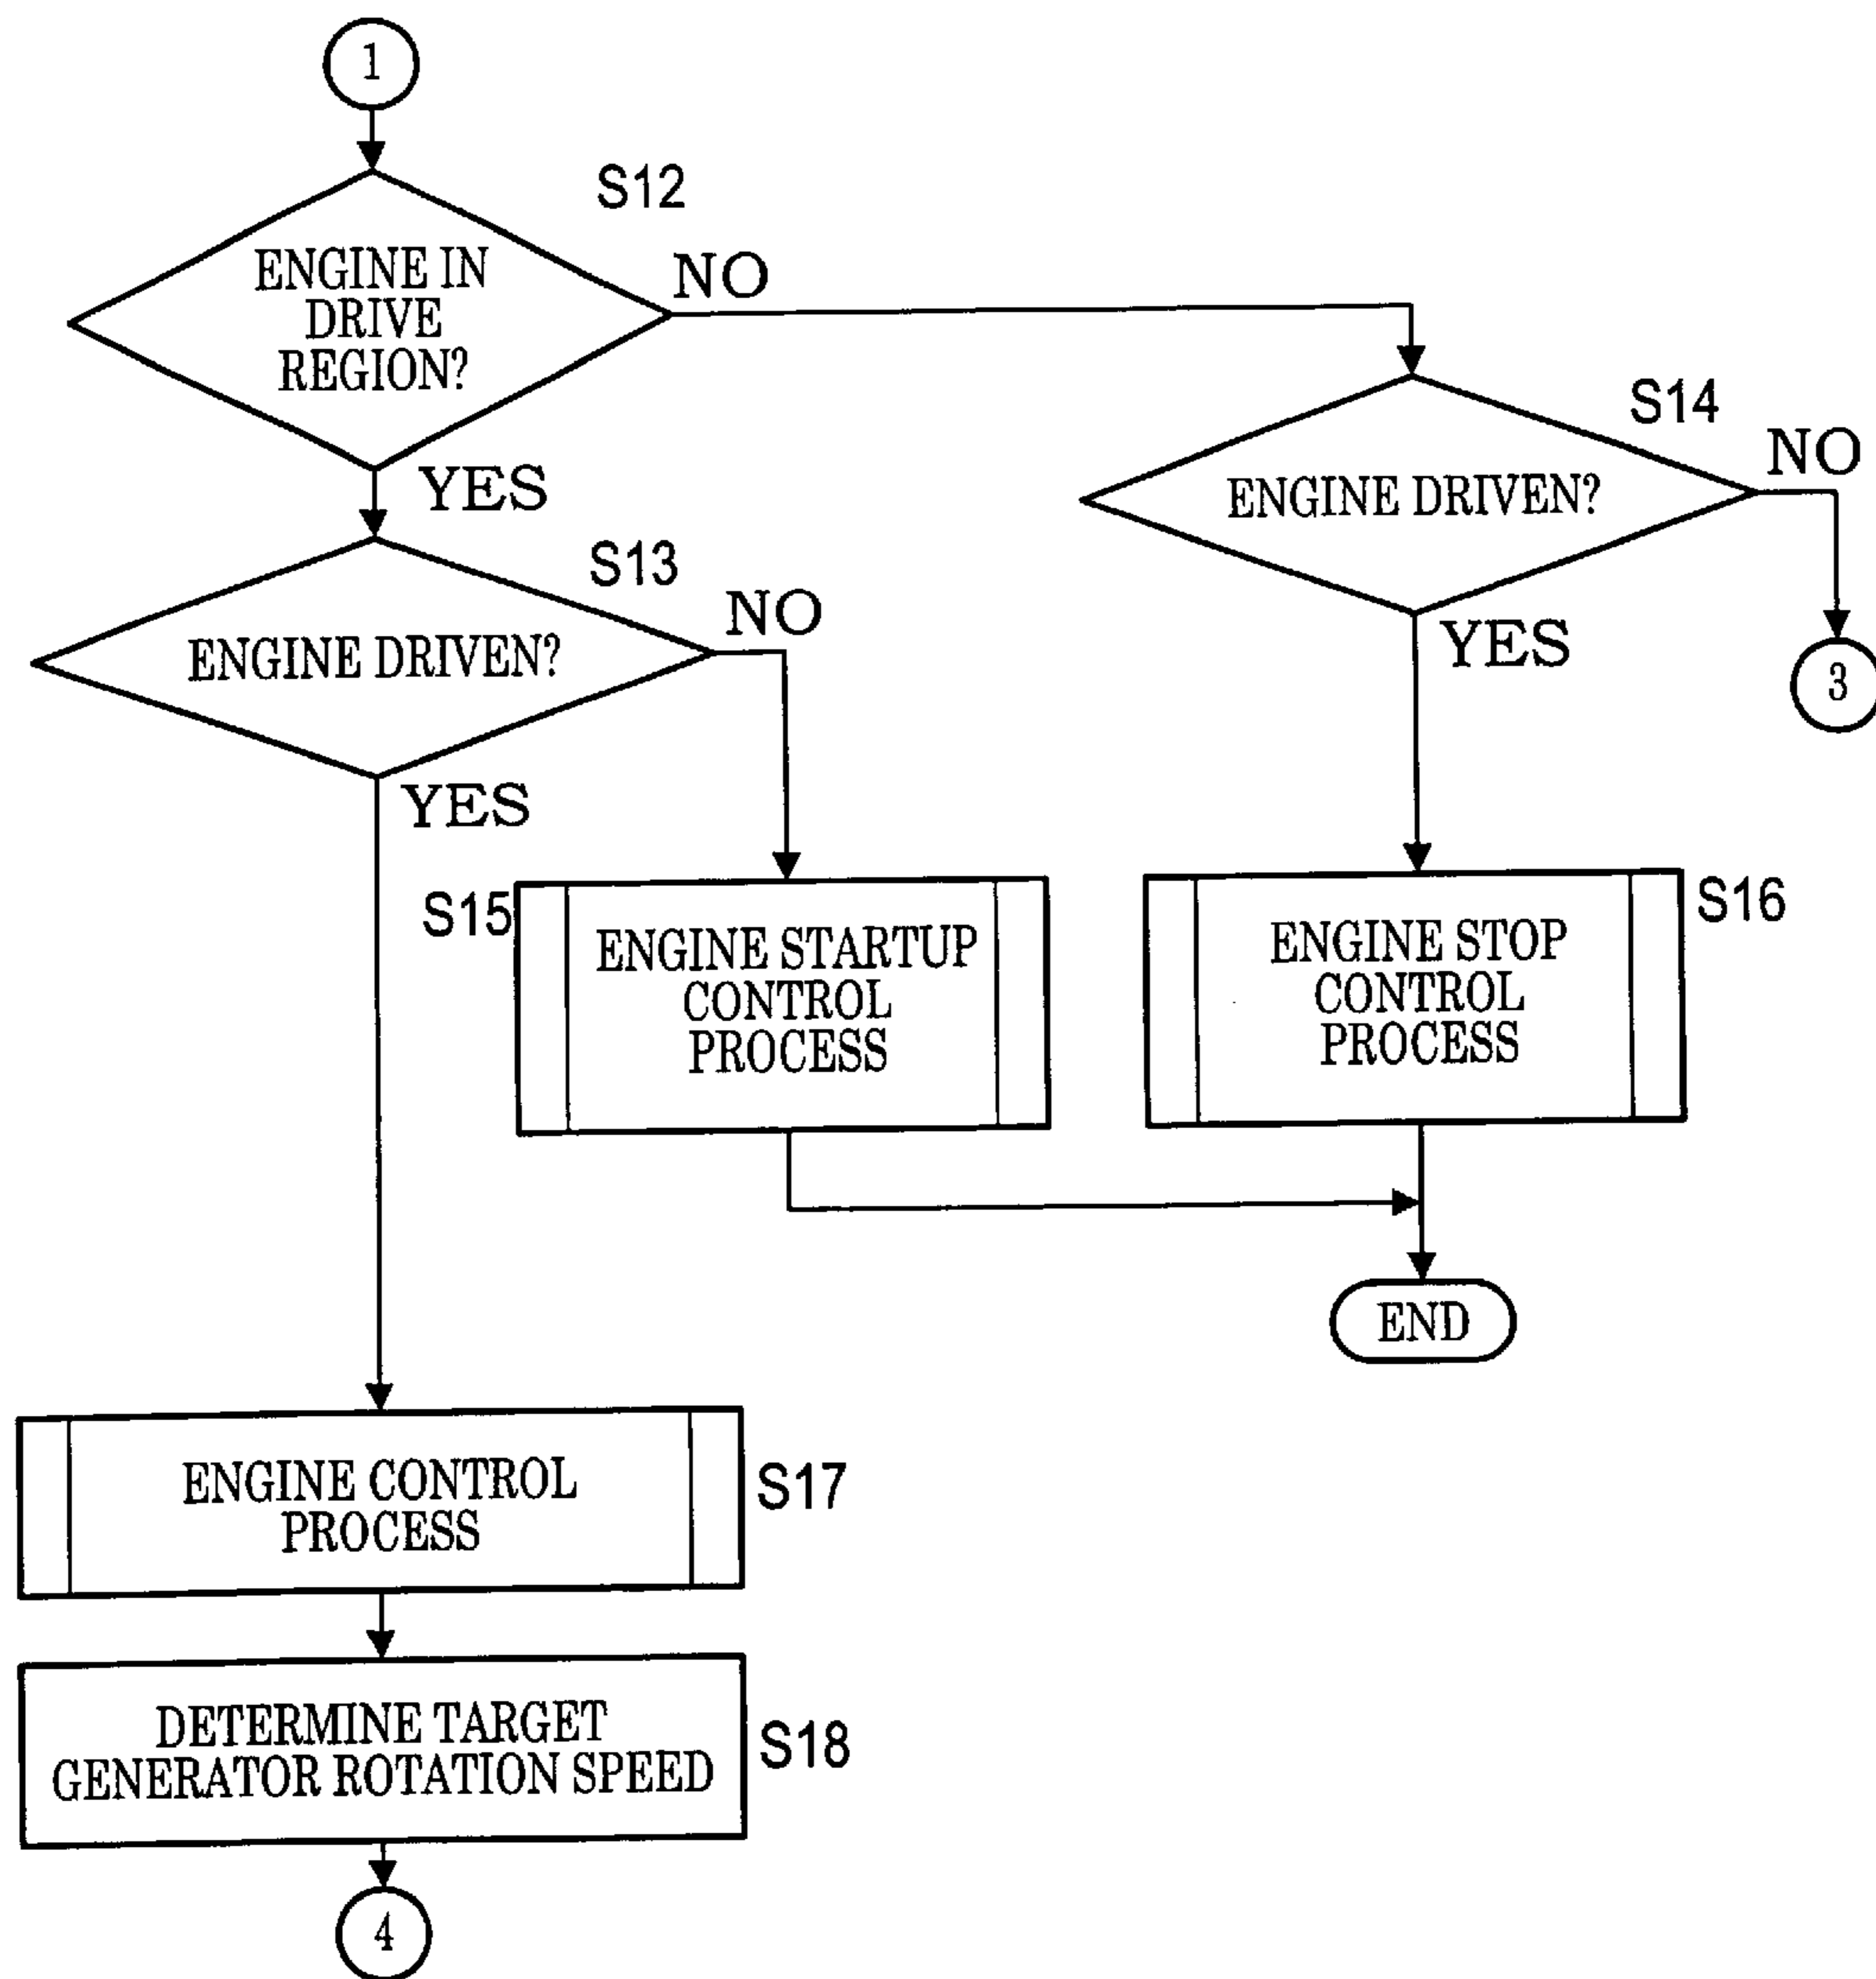 1
S12
ENGINE IN
DRIVE
REGION?
NO
YES
S14
ENGINE DRIVEN?
NO
YES
3
S13
ENGINE DRIVEN?
NO
YES
S15
ENGINE STARTUP
CONTROL
PROCESS
S16
ENGINE STOP
CONTROL
PROCESS
END
ENGINE CONTROL
PROCESS
S17
DETERMINE TARGET
GENERATOR ROTATION SPEED
S18
4